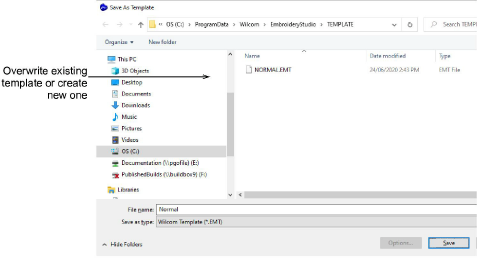 Save As Template
« OS (C:) › ProgramData › Wilcom › EmbroideryStudio › TEMPLATE
Search TEMP
Organize
New folder
This PC
3D Objects
Desktop
Documents
Downloads
Music
Pictures
Videos
OS (C:)
Documentation (\\pgofile) (E:)
PublishedBuilds (\\buildbox9) (F:)
Libraries
Name
Date modified
Type
NORMAL.EMT
24/06/2020 2:43 PM
EMT File
Overwrite existing
template or create
new one
File name:
Normal
Save as type:
Wilcom Template (*.EMT)
Hide Folders
Options...
Save